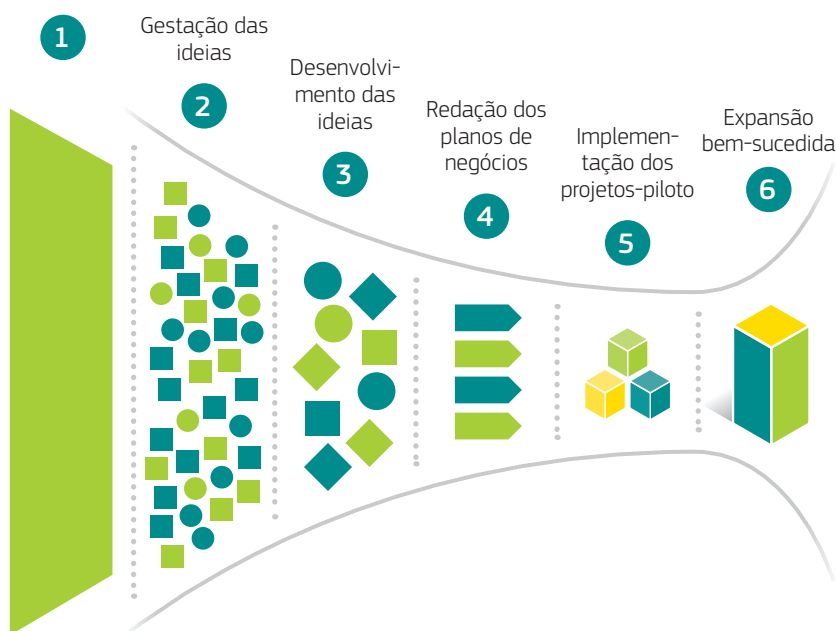 1
Gestação das
ideias
2
Desenvolvi-
mento das
ideias
3
Redação dos
planos de
negócios
4
Implemen-
tação dos
projetos-piloto
5
Expansão
bem-sucedida
6